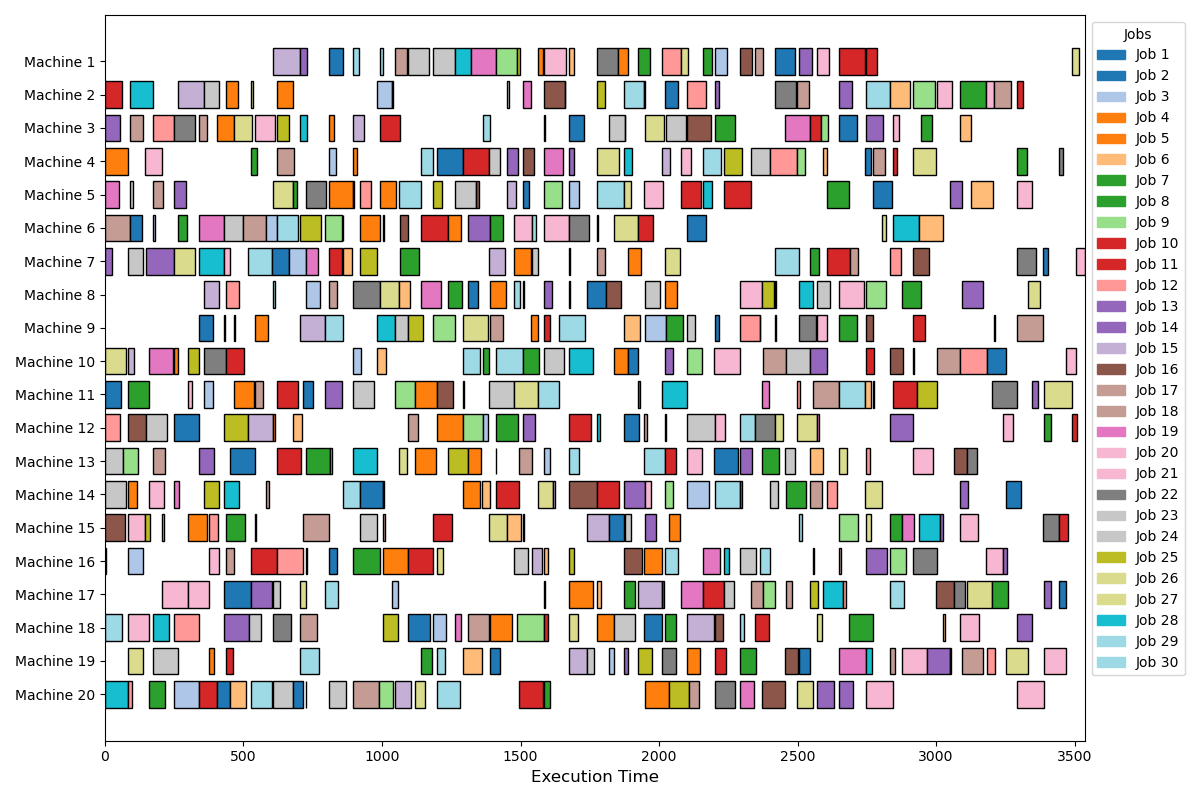 Machine 1
Machine 2
Machine 3
Machine 4
Machine 5
Machine 6
Machine 7
Machine 8
Machine 9
Machine 10
Machine 11
Machine 12
Machine 13
Machine 14
Machine 15
Machine 16
Machine 17
Machine 18
Machine 19
Machine 20
0 500 1000 1500 2000 2500 3000 3500
Execution Time
Jobs
Job 1
Job 2
Job 3
Job 4
Job 5
Job 6
Job 7
Job 8
Job 9
Job 10
Job 11
Job 12
Job 13
Job 14
Job 15
Job 16
Job 17
Job 18
Job 19
Job 20
Job 21
Job 22
Job 23
Job 24
Job 25
Job 26
Job 27
Job 28
Job 29
Job 30